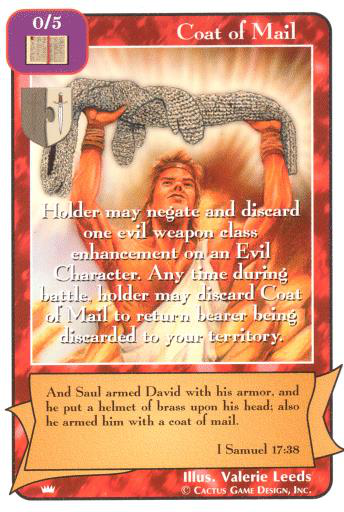 0/5
Coat of Mail
Holder may negate and discard
one evil weapon class
enhancement on an Evil
Character. Any time during
battle, holder may discard Coat
of Mail to return bearer being
discarded to your territory.
And Saul armed David with his armor, and
he put a helmet of brass upon his head; also
he armed him with a coat of mail.
I Samuel 17:38
Illus. Valerie Leeds
© Cactus Game Design, Inc.